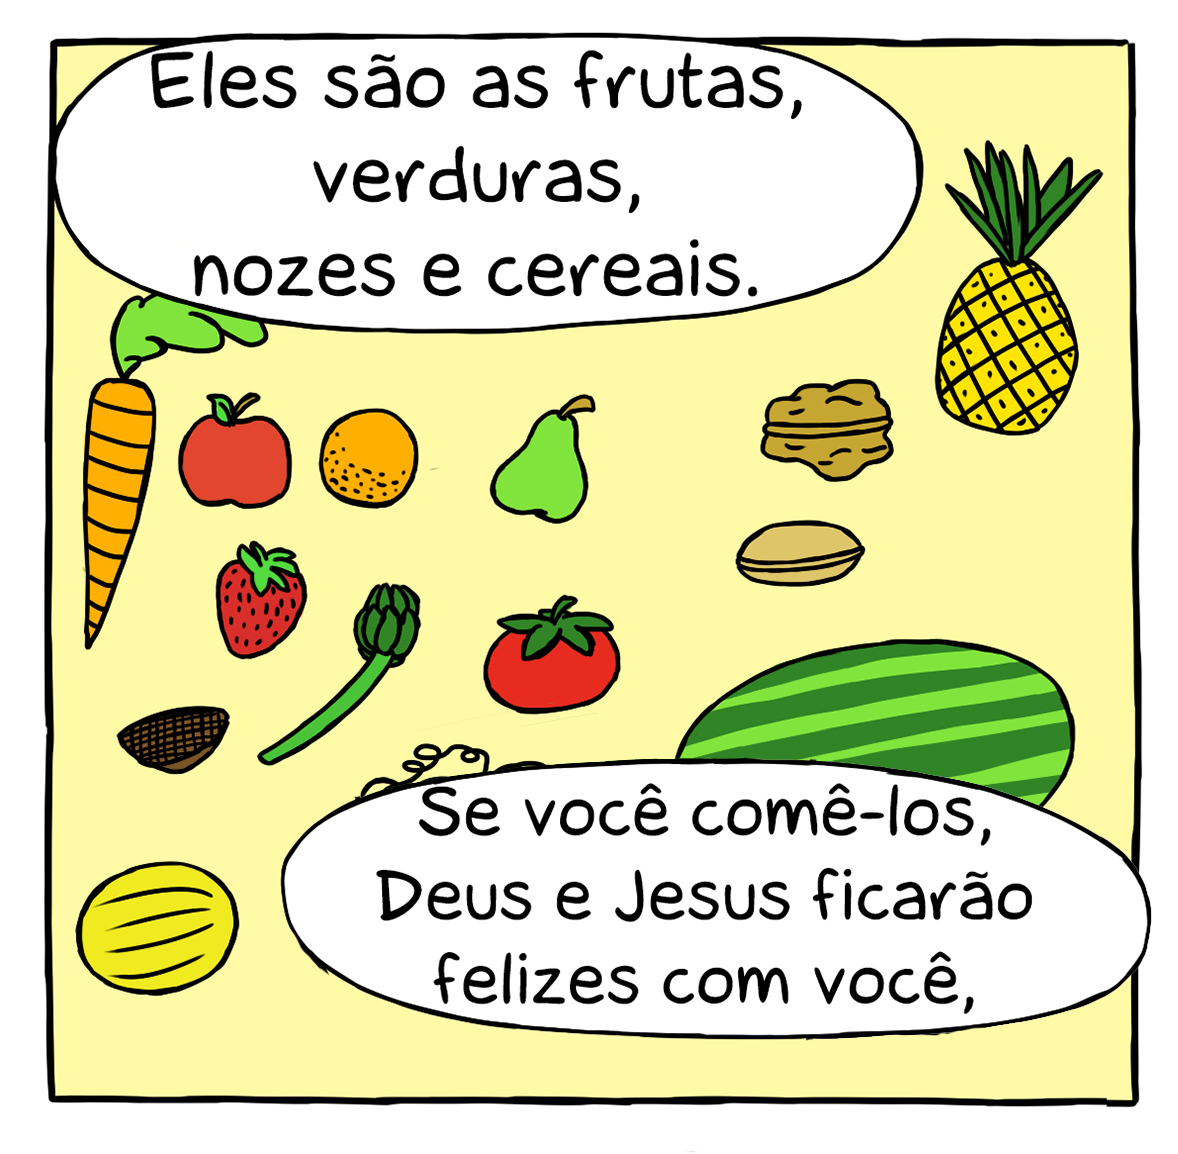 Eles são as frutas,
verduras,
nozes e cereais.
Se você comê-los,
Deus e Jesus ficarão
felizes com você,